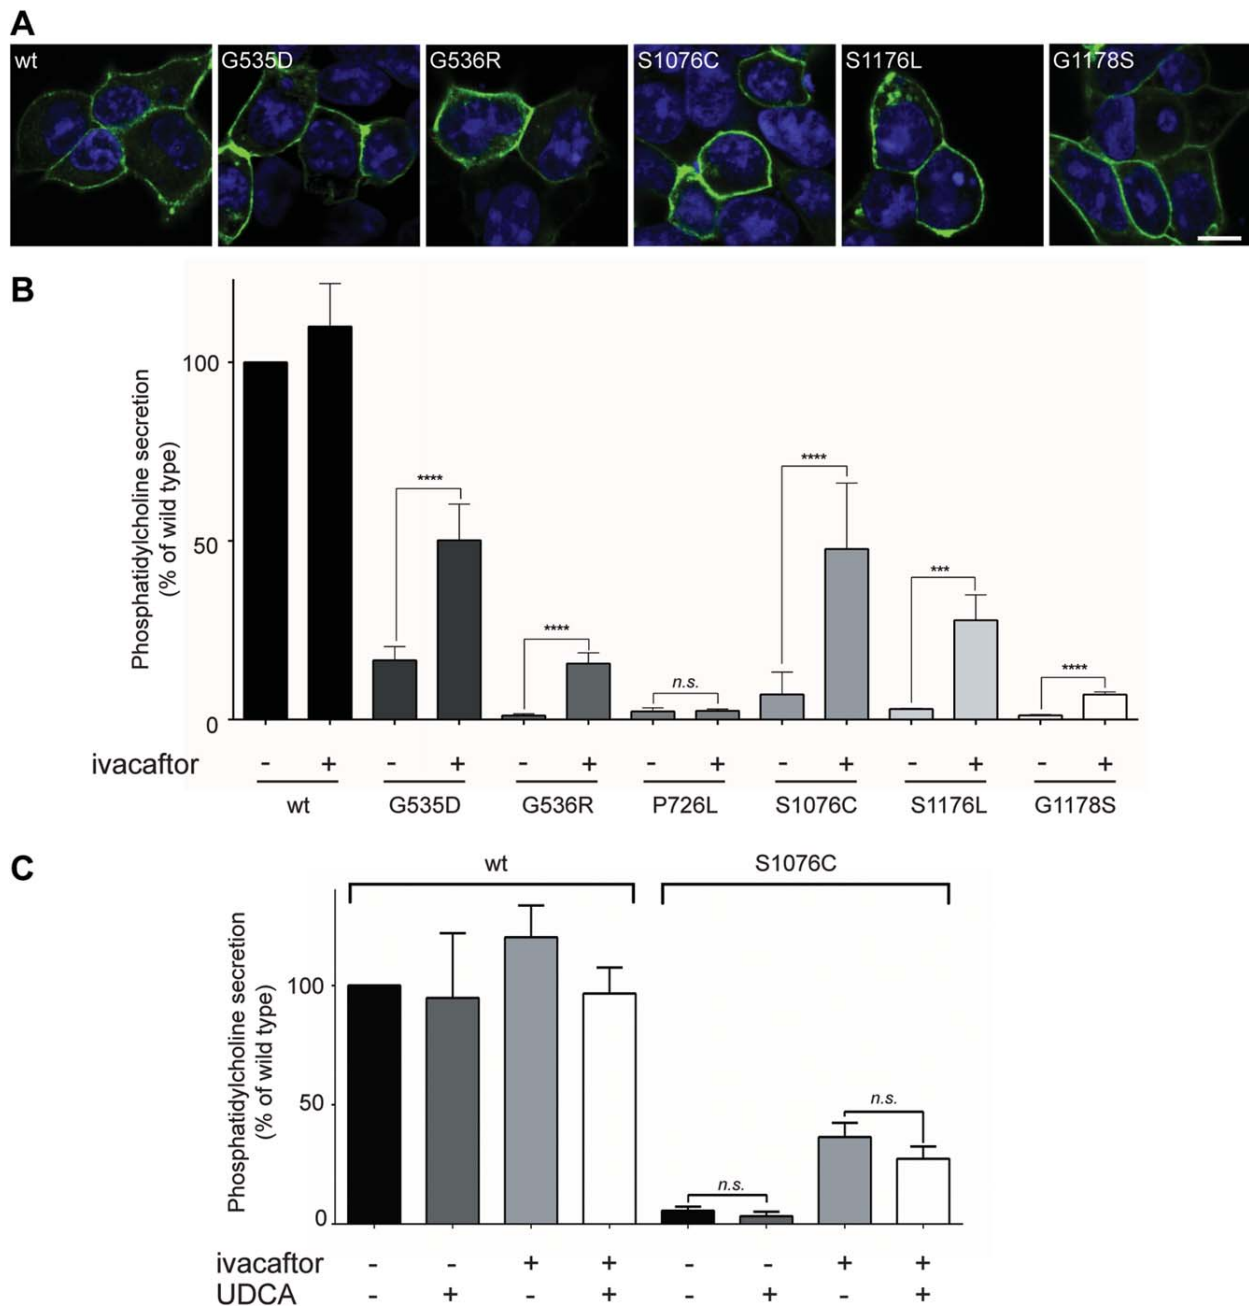 A
wt G535D G536R S1076C S1176L G1178S
B
Phosphatidylcholine secretion
(% of wild type)
100
50
0
**** **** n.s. **** *** ****
ivacaftor - + - + - + - + - + - + - +
wt G535D G536R P726L S1076C S1176L G1178S
C
wt S1076C
Phosphatidylcholine secretion
(% of wild type)
100
50
0
n.s. n.s.
ivacaftor - - + + - - + +
UDCA - + - + - + - +